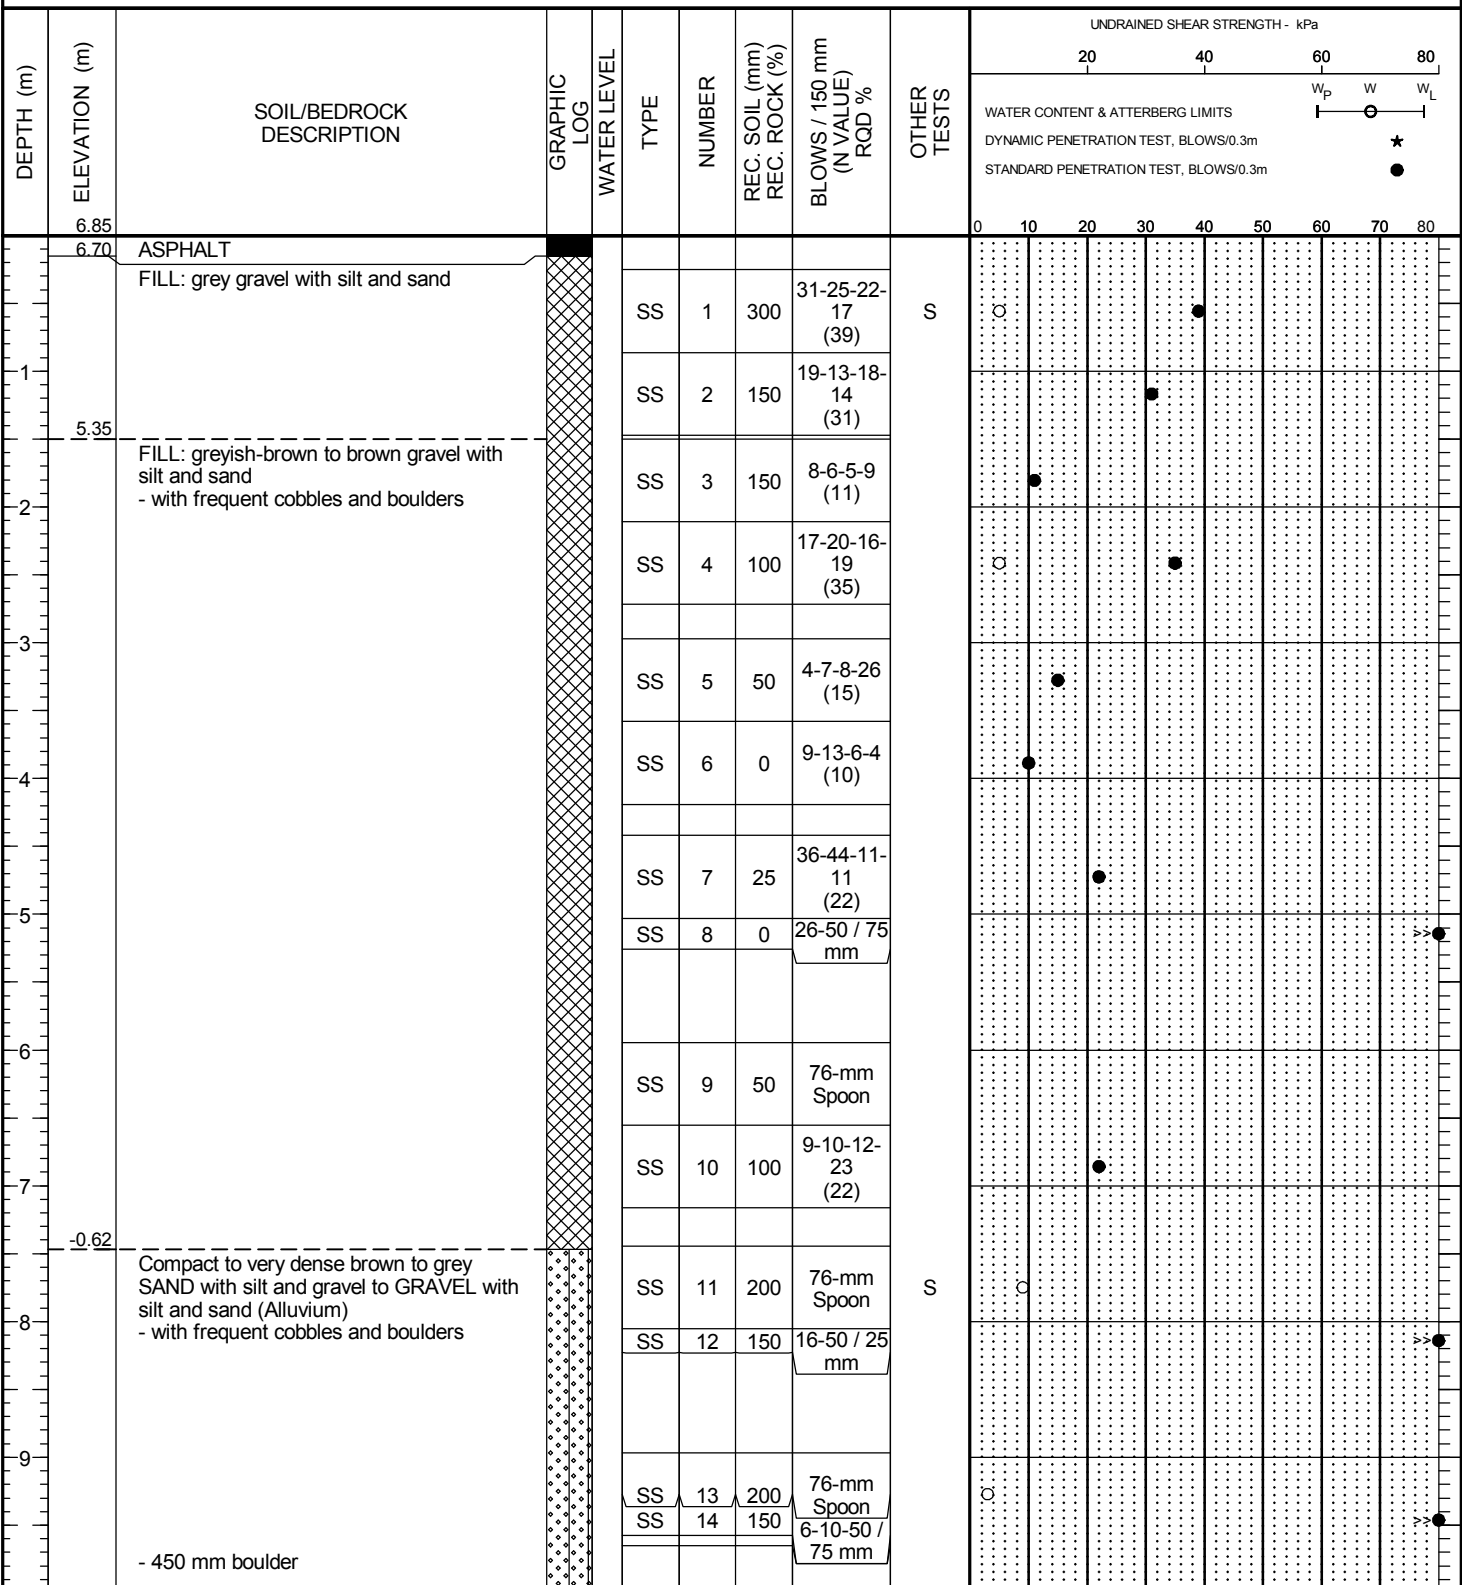 UNDRAINED SHEAR STRENGTH - kPa
20 40 60 80
DEPTH (m)
ELEVATION (m)
SOIL/BEDROCK
DESCRIPTION
GRAPHIC
LOG
WATER LEVEL
TYPE
NUMBER
REC. SOIL (mm)
REC. ROCK (%)
BLOWS / 150 mm
(N VALUE)
RQD %
OTHER
TESTS
WP W WL
WATER CONTENT & ATTERBERG LIMITS
DYNAMIC PENETRATION TEST, BLOWS/0.3m ★
STANDARD PENETRATION TEST, BLOWS/0.3m ●
0 10 20 30 40 50 60 70 80
6.85
6.70 ASPHALT
FILL: grey gravel with silt and sand
SS 1 300 31-25-22-
17
(39)
S
1
SS 2 150 19-13-18-
14
(31)
5.35
FILL: greyish-brown to brown gravel with
silt and sand
- with frequent cobbles and boulders
SS 3 150 8-6-5-9
(11)
2
SS 4 100 17-20-16-
19
(35)
3
SS 5 50 4-7-8-26
(15)
SS 6 0 9-13-6-4
(10)
4
SS 7 25 36-44-11-
11
(22)
5
SS 8 0 26-50 / 75
mm
>>
6
SS 9 50 76-mm
Spoon
SS 10 100 9-10-12-
23
(22)
7
-0.62
Compact to very dense brown to grey
SAND with silt and gravel to GRAVEL with
silt and sand (Alluvium)
- with frequent cobbles and boulders
SS 11 200 76-mm
Spoon
S
8
SS 12 150 16-50 / 25
mm
>>
9
SS 13 200 76-mm
Spoon
SS 14 150 6-10-50 /
75 mm
>>
- 450 mm boulder